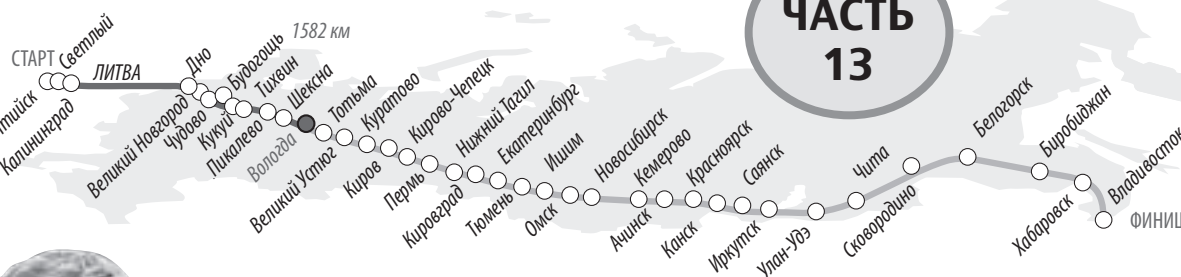 ЧАСТЬ
13
1582 км
СТАРТ
Светлый
Калининград
ЛИТВА
Дно
Великий Новгород
Чудово
Будогощь
Кукуй
Тихвин
Пикалево
Шексна
Вологда
Тотьма
Великий Устюг
Куратово
Киров
Кирово-Чепецк
Пермь
Нижний Тагил
Кировград
Екатеринбург
Тюмень
Ишим
Омск
Новосибирск
Кемерово
Ачинск
Красноярск
Канск
Саянск
Иркутск
Улан-Удэ
Чита
Сковородино
Белогорск
Биробиджан
Хабаровск
Владивосток